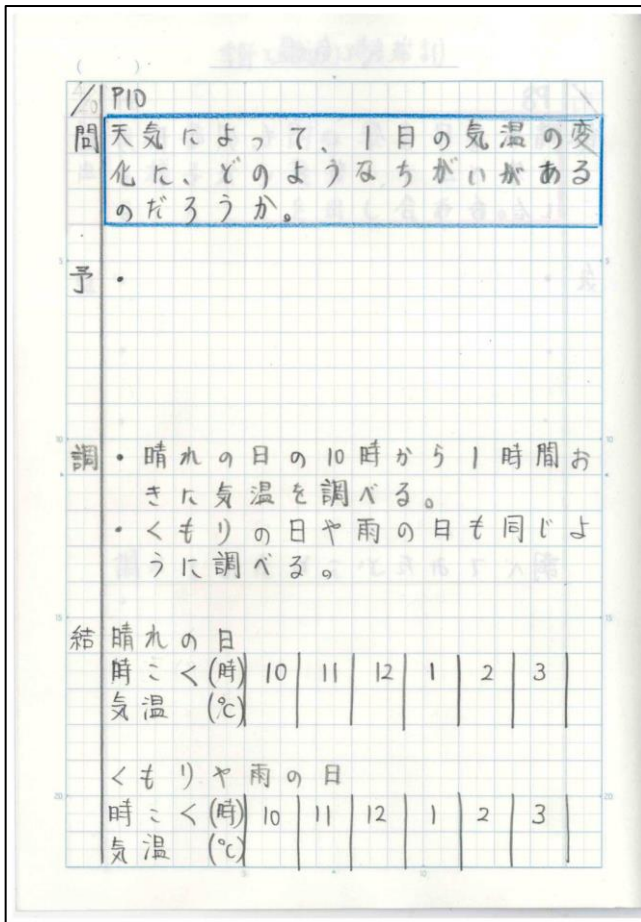 ( )
P10
問 天気によって、1日の気温の変
化に、どのようなちがいがある
のだろうか。
予 ・
調 ・晴れの日の10時から1時間お
きに気温を調べる。
・くもりの日や雨の日も同じよ
うに調べる。
結 晴れの日
時こく(時) 10 11 12 1 2 3
気温 (℃)
くもりや雨の日
時こく(時) 10 11 12 1 2 3
気温 (℃)